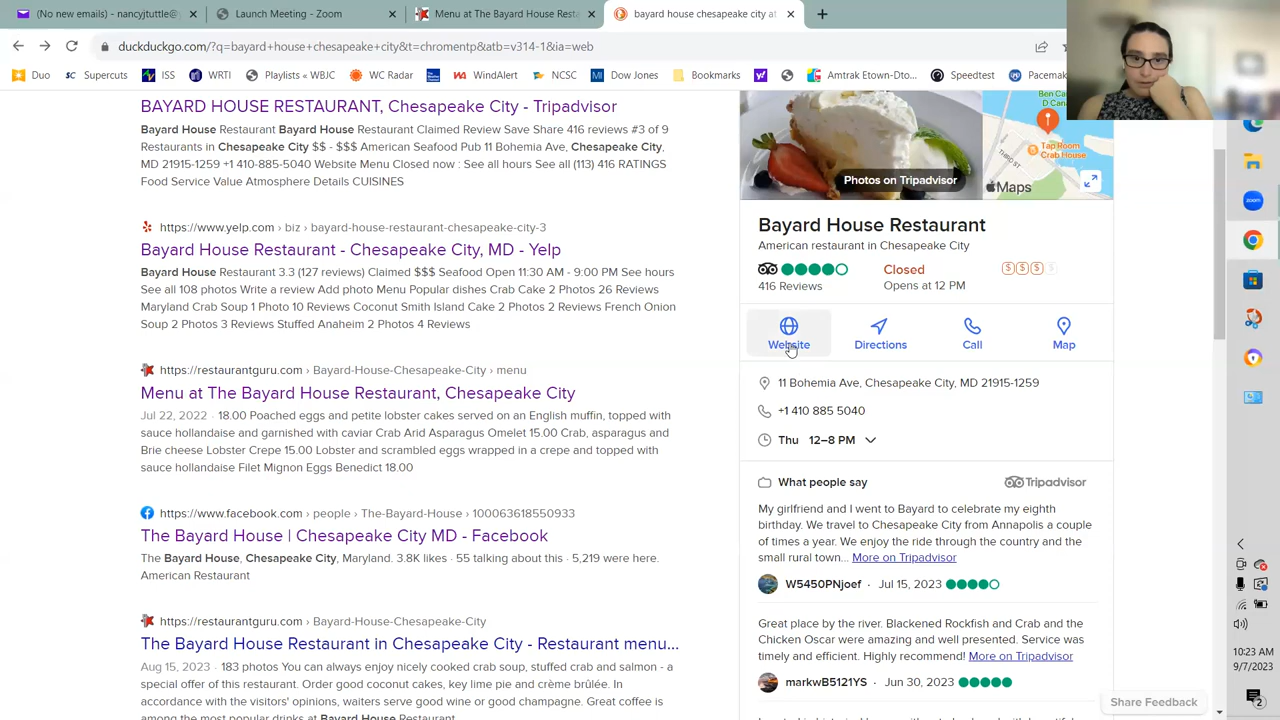 (No subject) - nancyjuttle@
Launch Meeting - Zoom
Menu at The Bayard House Resta
bayard house chesapeake city at
duckduckgo.com/?q=bayard+house+chesapeake+city&t=chromentp&atb=v314-1&ia=web
Duo
Supercuts
ISS
WRTI
Playlists – WBJC
WC Radar
WindAlert
NCSC
Dow Jones
Bookmarks
Amtrak Etown-Dto...
Speedtest
Pacemak
BAYARD HOUSE RESTAURANT, Chesapeake City - Tripadvisor
Bayard House Restaurant Bayard House Restaurant Claimed Review Save Share 416 reviews #3 of 9
Restaurants in Chesapeake City $$ - $$$ American Seafood Pub 11 Bohemia Ave, Chesapeake City,
MD 21915-1259 +1 410-885-5040 Website Menu Closed now : See all hours See all (113) 416 RATINGS
Food Service Value Atmosphere Details CUISINES
https://www.yelp.com › biz › bayard-house-restaurant-chesapeake-city-3
Bayard House Restaurant - Chesapeake City, MD - Yelp
Bayard House Restaurant 3.3 (127 reviews) Claimed $$$ Seafood Open 11:30 AM - 9:00 PM See hours
See all 108 photos Write a review Add photo Menu Popular dishes Crab Cake 2 Photos 26 Reviews
Maryland Crab Soup 1 Photo 10 Reviews Coconut Smith Island Cake 2 Photos 2 Reviews French Onion
Soup 2 Photos 3 Reviews Stuffed Anaheim 2 Photos 4 Reviews
https://restaurantguru.com › Bayard-House-Chesapeake-City › menu
Menu at The Bayard House Restaurant, Chesapeake City
Jul 22, 2022 · 18.00 Poached eggs and petite lobster cakes served on an English muffin, topped with
sauce hollandaise and garnished with caviar Crab Arid Asparagus Omelet 15.00 Crab, asparagus and
Brie cheese Lobster Crepe 15.00 Lobster and scrambled eggs wrapped in a crepe and topped with
sauce hollandaise Filet Mignon Eggs Benedict 18.00
https://www.facebook.com › people › The-Bayard-House › 100063618550933
The Bayard House | Chesapeake City MD - Facebook
The Bayard House, Chesapeake City, Maryland. 3.8K likes · 55 talking about this · 5,219 were here.
American Restaurant
https://restaurantguru.com › Bayard-House-Chesapeake-City
The Bayard House Restaurant in Chesapeake City - Restaurant menu...
Aug 15, 2023 · 183 photos You can always enjoy nicely cooked crab soup, stuffed crab and salmon - a
special offer of this restaurant. Order good coconut cakes, key lime pie and crème brûlée. In
accordance with the visitors' opinions, waiters serve good wine or good champagne. Great coffee is
among the most popular drinks at Bayard House Restaurant
Photos on Tripadvisor
Ben Ca
D Cana
Tap Room
Crab House
THIRD ST
Maps
Bayard House Restaurant
American restaurant in Chesapeake City
416 Reviews
Closed
Opens at 12 PM
$ $ $ $
Website
Directions
Call
Map
11 Bohemia Ave, Chesapeake City, MD 21915-1259
+1 410 885 5040
Thu 12–8 PM
What people say
Tripadvisor
My girlfriend and I went to Bayard to celebrate my eighth
birthday. We travel to Chesapeake City from Annapolis a couple
of times a year. We enjoy the ride through the country and the
small rural town... More on Tripadvisor
W5450PNjoef · Jul 15, 2023
Great place by the river. Blackened Rockfish and Crab and the
Chicken Oscar were amazing and well presented. Service was
timely and efficient. Highly recommend! More on Tripadvisor
markwB5121YS · Jun 30, 2023
Share Feedback
zoom
10:23 AM
9/7/2023
2